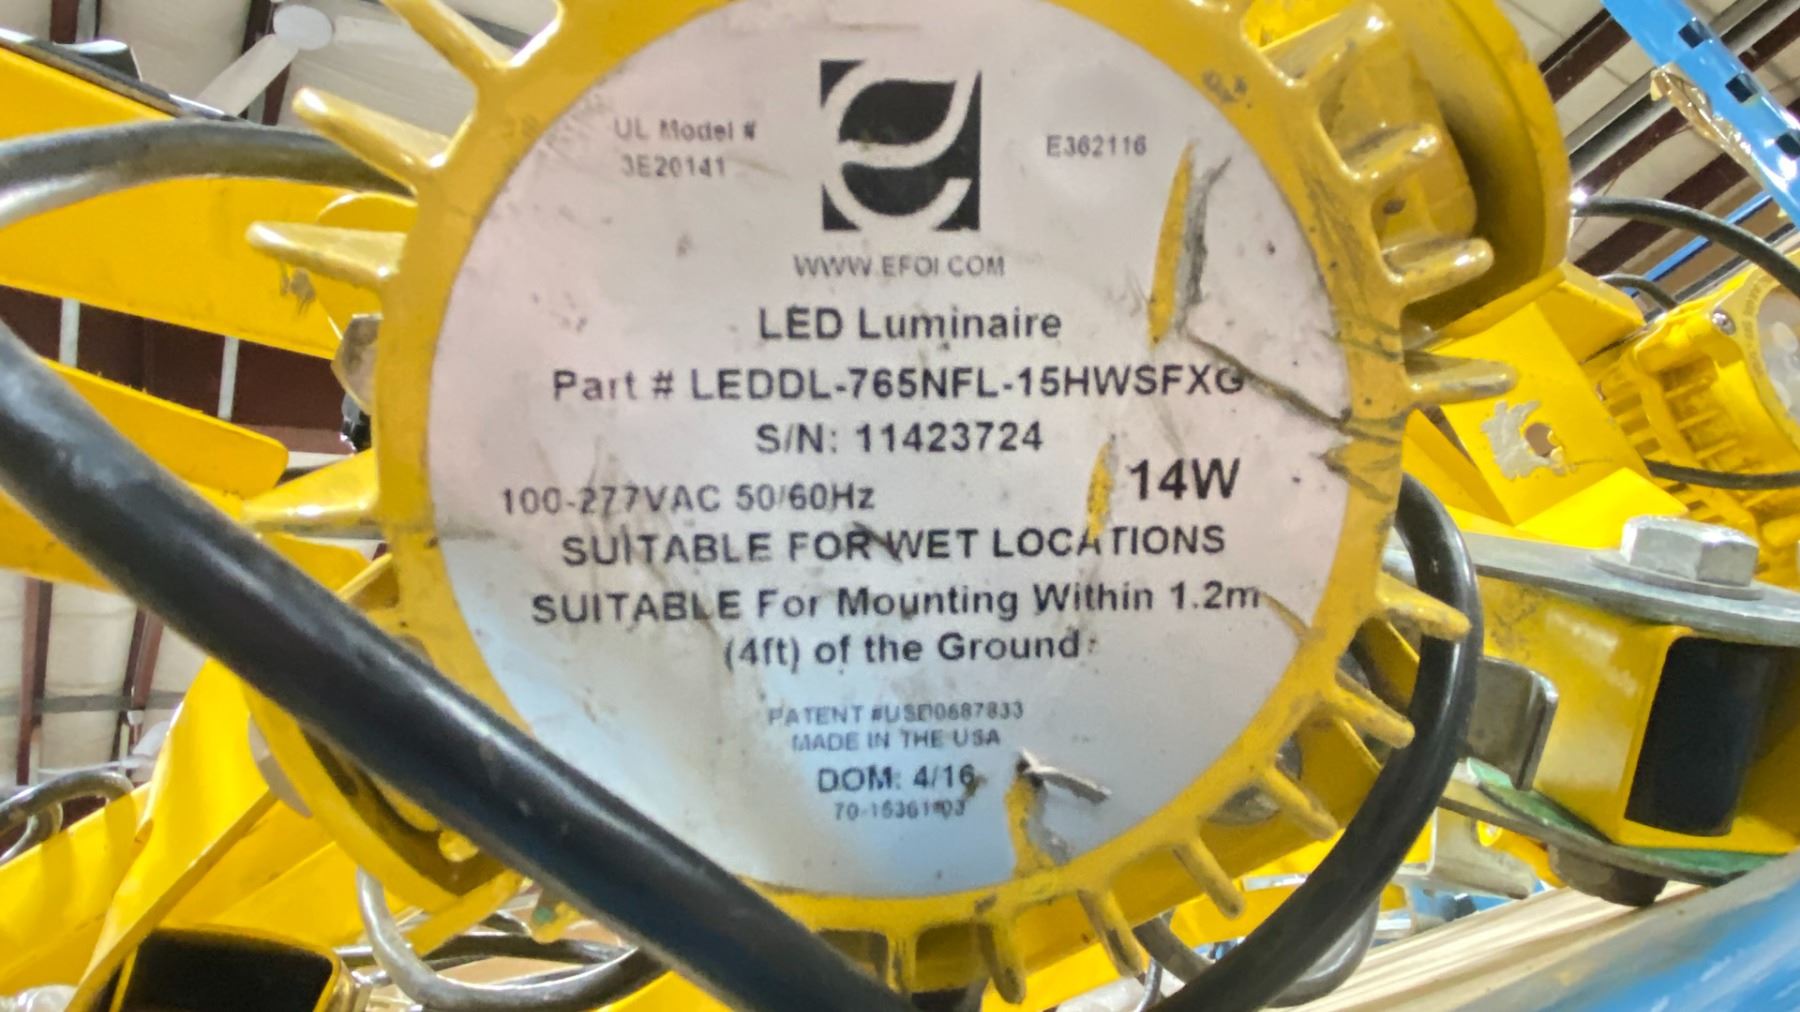 UL Model #
3E20141
E362116
WWW.EFOI.COM
LED Luminaire
Part # LEDDL-765NFL-15HWSFXG
S/N: 11423724
14W
100-277VAC 50/60Hz
SUITABLE FOR WET LOCATIONS
SUITABLE For Mounting Within 1.2m
(4ft) of the Ground
PATENT #USD0687833
MADE IN THE USA
DOM: 4/16